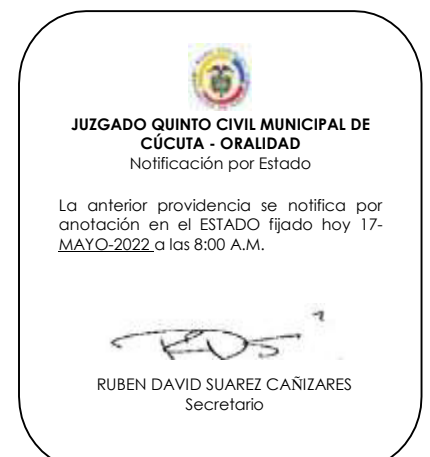 JUZGADO QUINTO CIVIL MUNICIPAL DE
CÚCUTA - ORALIDAD
Notificación por Estado
La anterior providencia se notifica por
anotación en el ESTADO fijado hoy 17-
MAYO-2022 a las 8:00 A.M.
RUBEN DAVID SUAREZ CAÑIZARES
Secretario